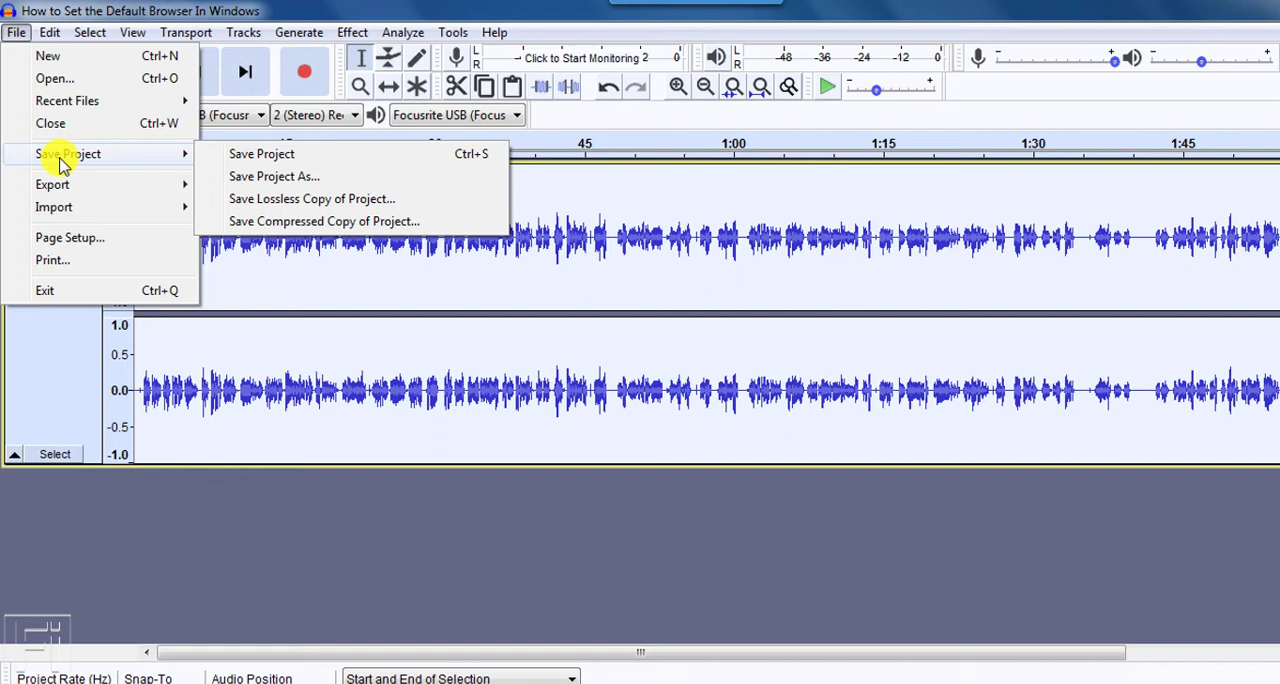 How to Set the Default Browser In Windows
File Edit Select View Transport Tracks Generate Effect Analyze Tools Help
New Ctrl+N
Open... Ctrl+O
Recent Files
Close Ctrl+W
Save Project
Export
Import
Page Setup...
Print...
Exit Ctrl+Q
Save Project Ctrl+S
Save Project As...
Save Lossless Copy of Project...
Save Compressed Copy of Project...
L
R
Click to Start Monitoring 2 0
L
R
-48 -36 -24 -12 0
- +
- +
- +
B (Focusr 2 (Stereo) Re Focusrite USB (Focus
45 1:00 1:15 1:30 1:45
1.0
0.5
0.0
-0.5
-1.0
Select
Project Rate (Hz) Snap-To Audio Position Start and End of Selection